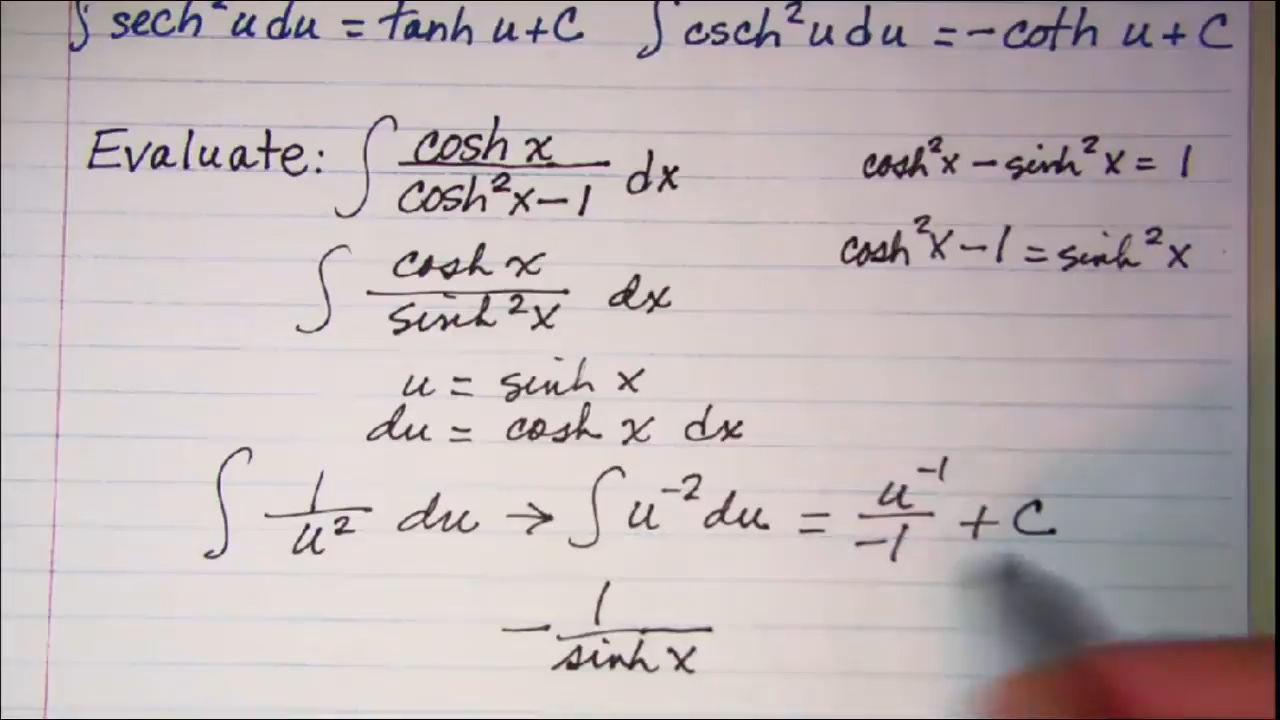 ∫ sech²u du = tanh u + C ∫ csch²u du = -coth u + C
Evaluate: ∫ cosh x / cosh²x - 1 dx
cosh²x - sinh²x = 1
∫ cosh x / sinh²x dx
cosh²x - 1 = sinh²x
u = sinh x
du = cosh x dx
∫ 1/u² du → ∫ u⁻² du = u⁻¹/-1 + C
- 1/sinh x